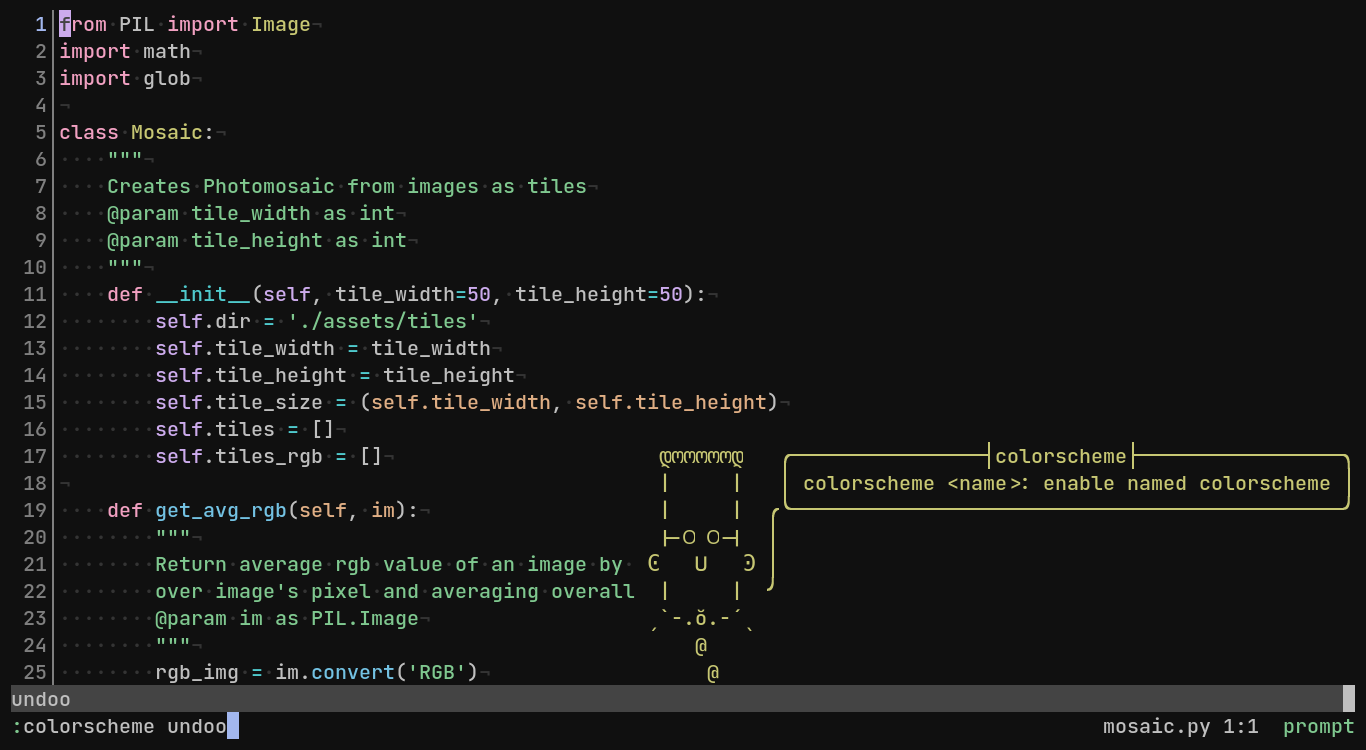 1 from PIL import Image
2 import math
3 import glob
4
5 class Mosaic:
6 """
7 Creates Photomosaic from images as tiles
8 @param tile_width as int
9 @param tile_height as int
10 """
11 def __init__(self, tile_width=50, tile_height=50):
12 self.dir = './assets/tiles'
13 self.tile_width = tile_width
14 self.tile_height = tile_height
15 self.tile_size = (self.tile_width, self.tile_height)
16 self.tiles = []
17 self.tiles_rgb = []
18
19 def get_avg_rgb(self, im):
20 """
21 Return average rgb value of an image by
22 over image's pixel and averaging overall
23 @param im as PIL.Image
24 """
25 rgb_img = im.convert('RGB')
colorscheme
colorscheme <name>: enable named colorscheme
undoo
:colorscheme undoo
mosaic.py 1:1 prompt